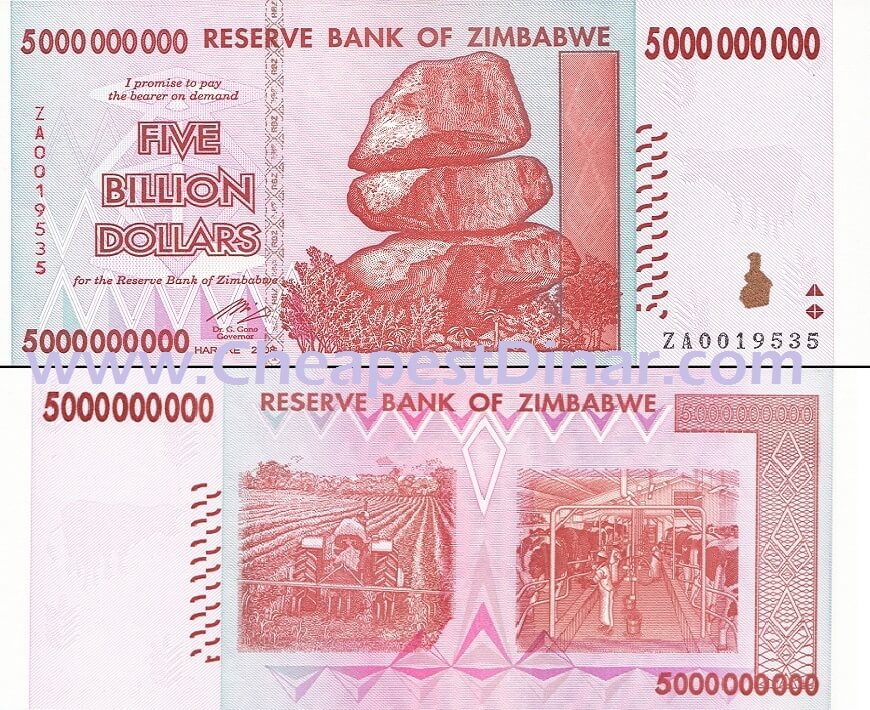 5000000000 RESERVE BANK OF ZIMBABWE 5000000000
I promise to pay
the bearer on demand
FIVE
BILLION
DOLLARS
for the Reserve Bank of Zimbabwe
ZA0019535
Dr. G. Gono
Governor
5000000000
HARARE
ZA0019535
www.CheapestDinar.com
5000000000 RESERVE BANK OF ZIMBABWE 5000000000
5000000000